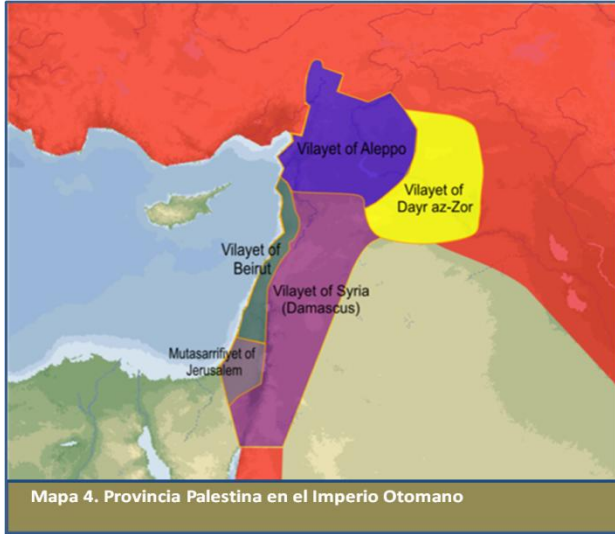 Vilayet of Aleppo
Vilayet of
Dayr az-Zor
Vilayet of
Beirut
Vilayet of Syria
(Damascus)
Mutasarrifiyet of
Jerusalem
Mapa 4. Provincia Palestina en el Imperio Otomano